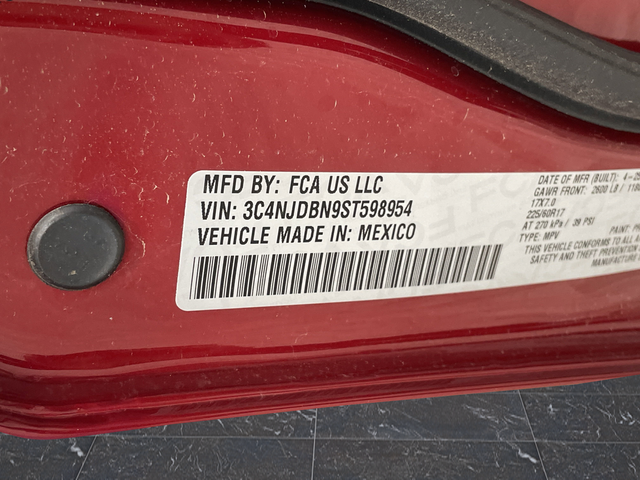 MFD BY: FCA US LLC
VIN: 3C4NJDBN9ST598954
VEHICLE MADE IN: MEXICO
DATE OF MFR (BUILT): 4-
GAWR FRONT: 2600 LB /
17X7.0
225/60R17
AT 270 kPa / 39 PSI
PAINT:
TYPE: MPV
THIS VEHICLE CONFORMS TO ALL
SAFETY AND THEFT PREVENTION
MANUFACTURE